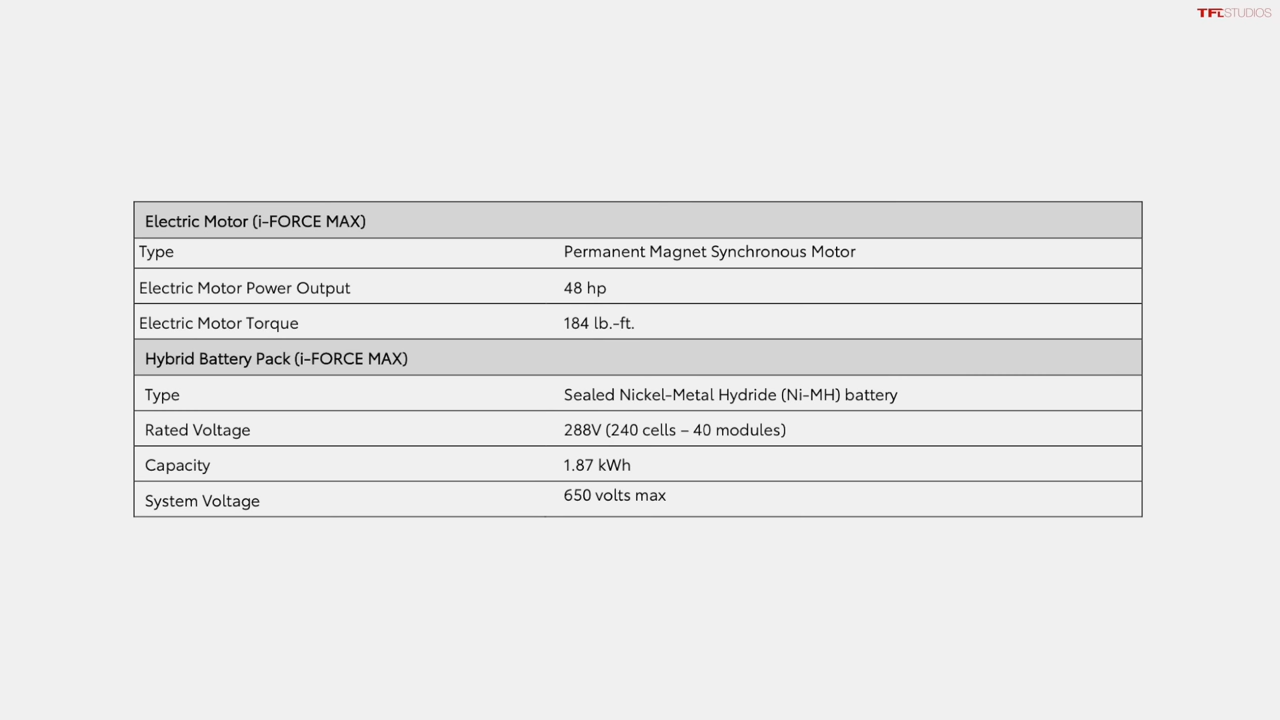 TFLSTUDIOS
Electric Motor (i-FORCE MAX)
Type Permanent Magnet Synchronous Motor
Electric Motor Power Output 48 hp
Electric Motor Torque 184 lb.-ft.
Hybrid Battery Pack (i-FORCE MAX)
Type Sealed Nickel-Metal Hydride (Ni-MH) battery
Rated Voltage 288V (240 cells – 40 modules)
Capacity 1.87 kWh
System Voltage 650 volts max